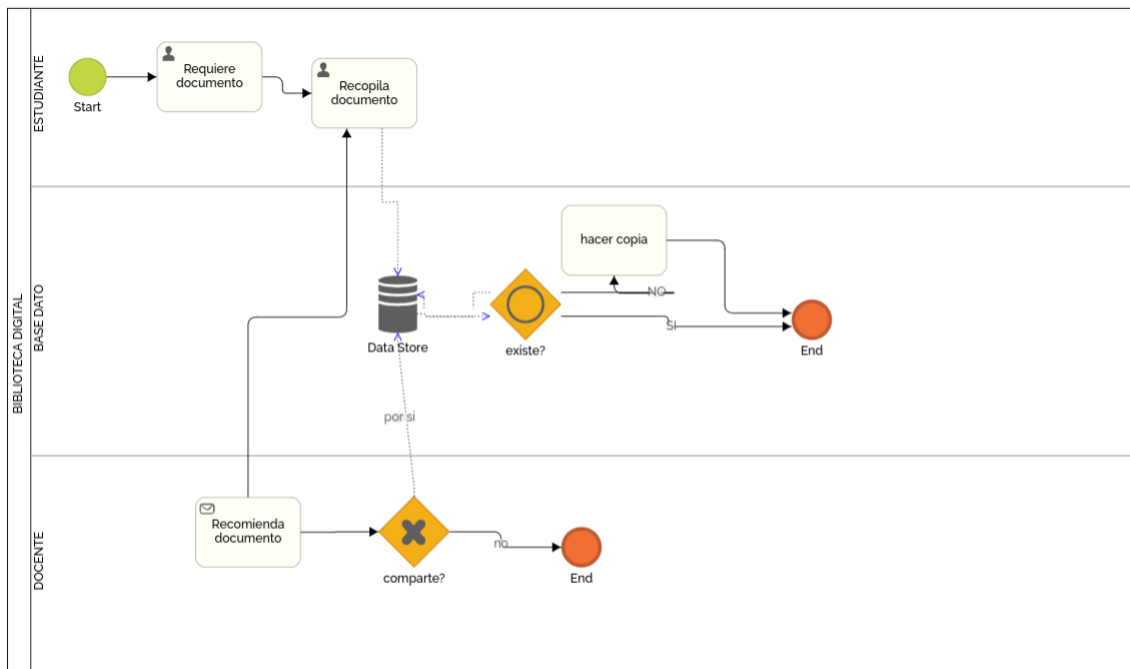 BIBLIOTECA DIGITAL
ESTUDIANTE
Start
Requiere
documento
Recopila
documento
BASE DATO
Data Store
existe?
hacer copia
NO
SI
End
por si
DOCENTE
Recomienda
documento
comparte?
no
End